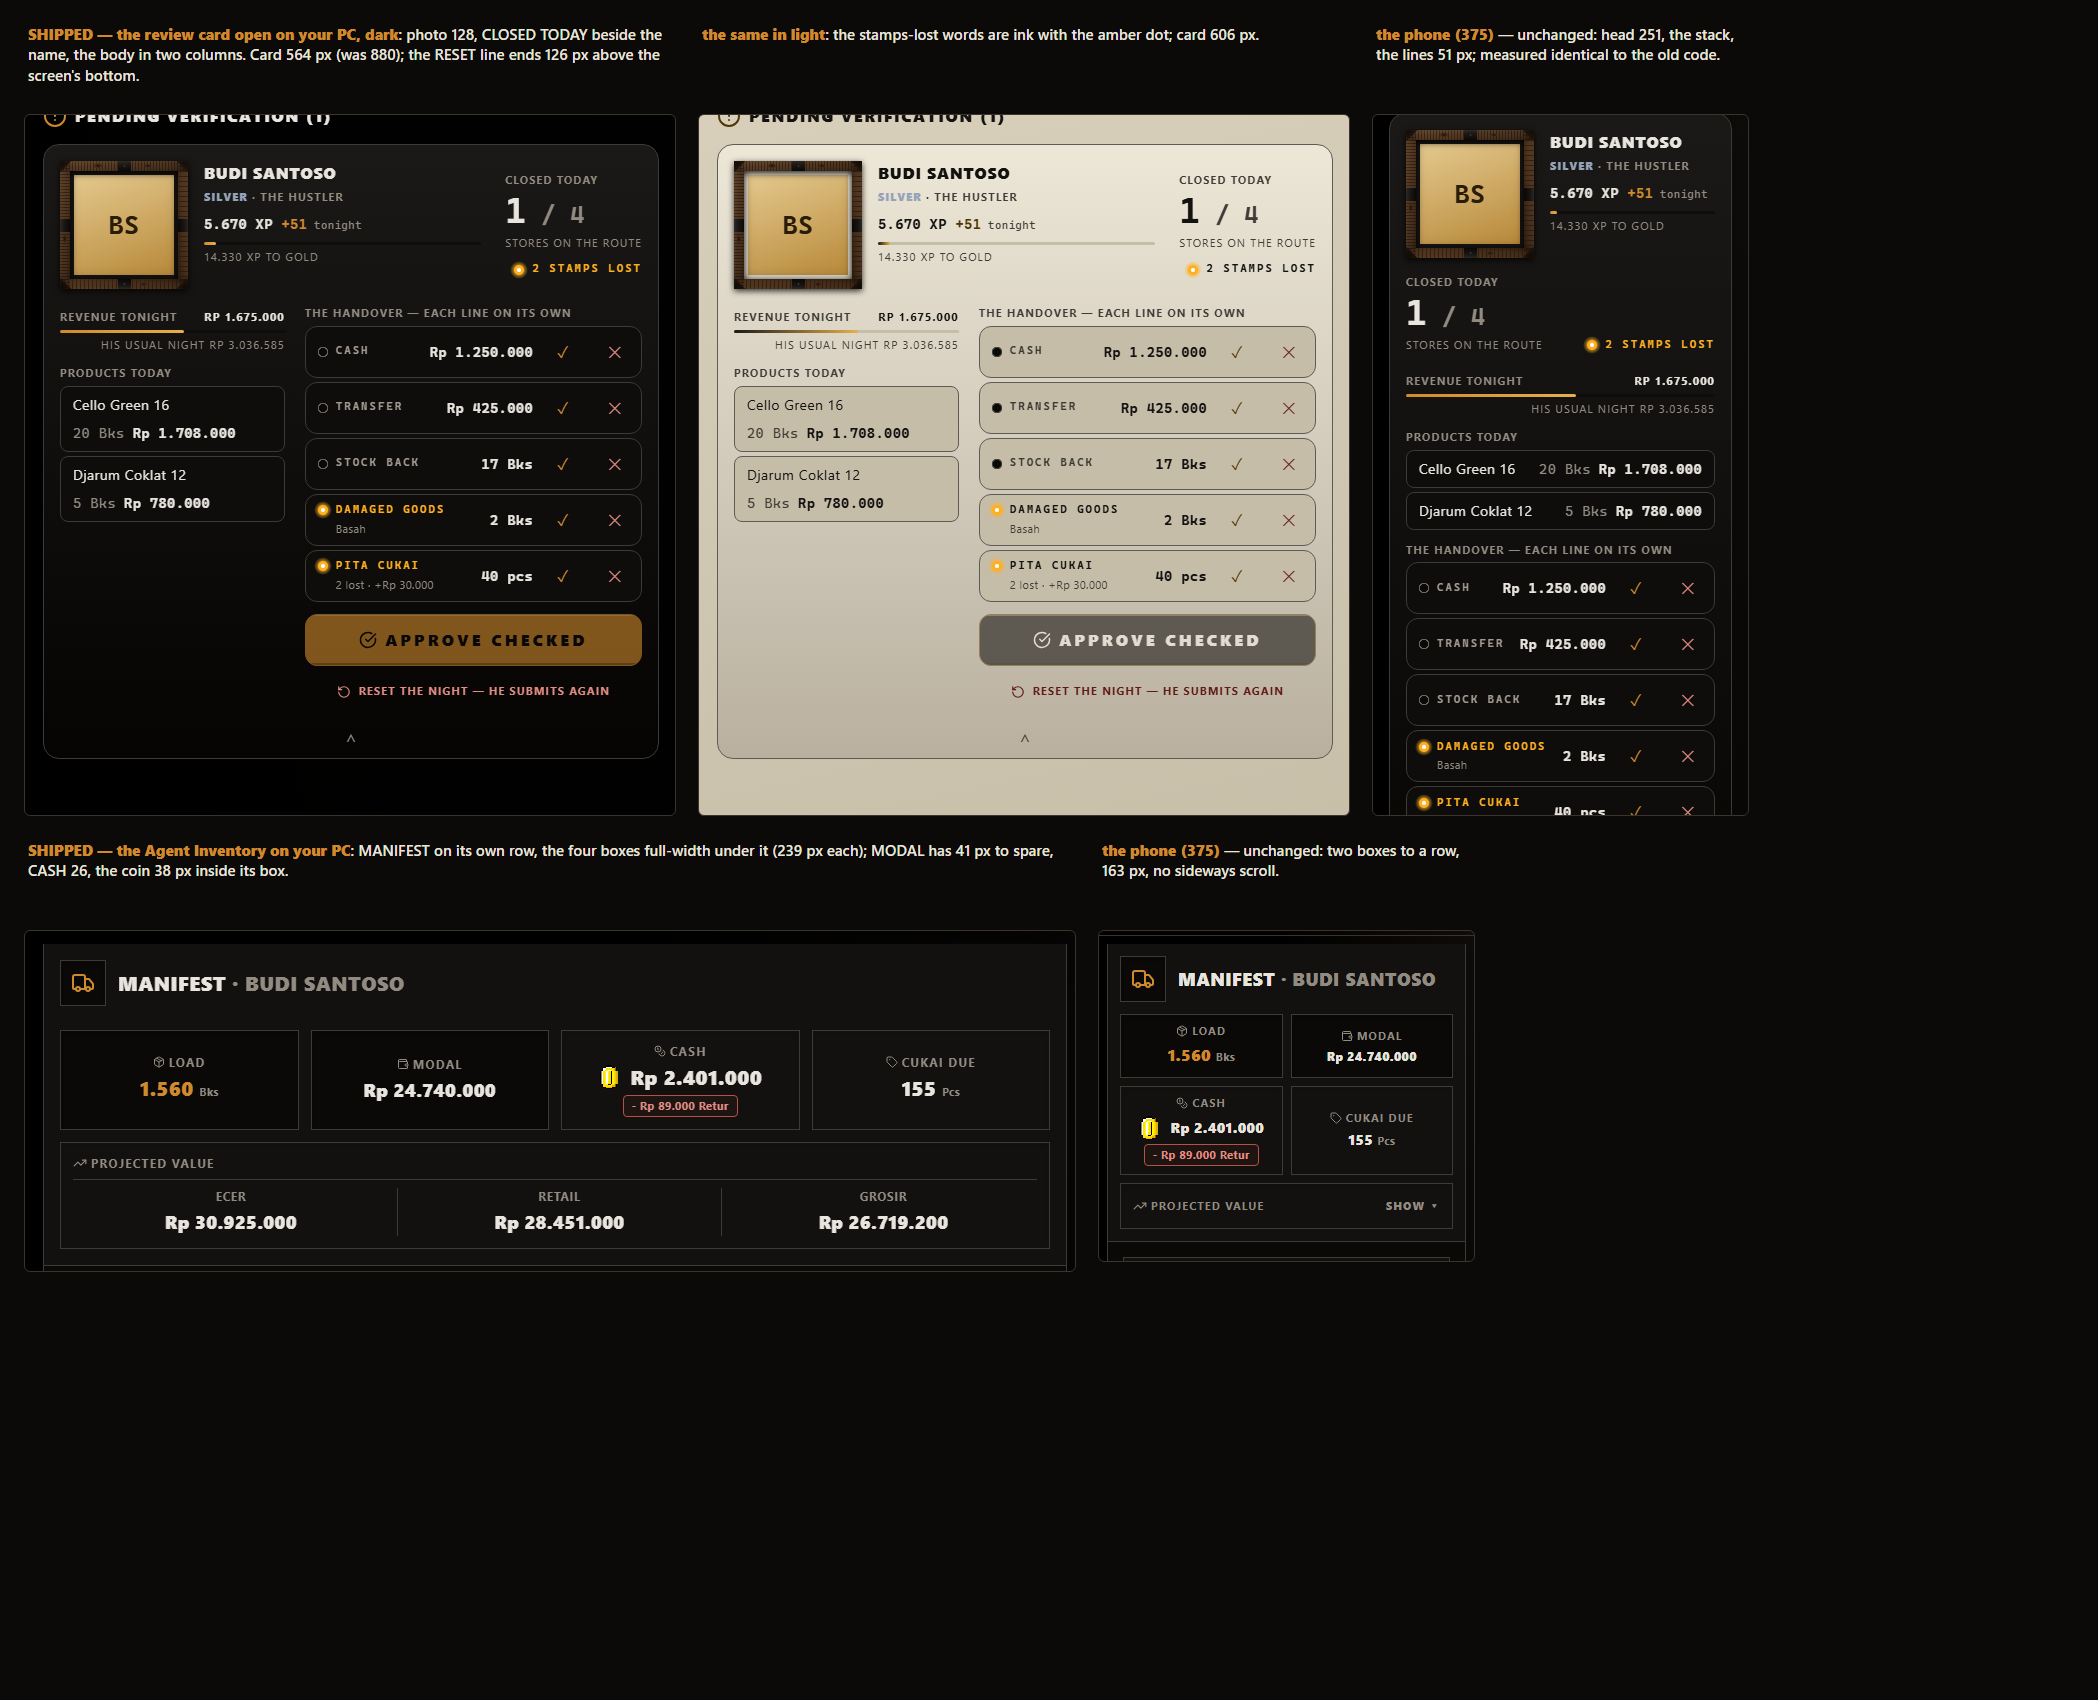 SHIPPED — the review card open on your PC, dark: photo 128, CLOSED TODAY beside the
name, the body in two columns. Card 564 px (was 880); the RESET line ends 126 px above the
screen's bottom.
PENDING VERIFICATION (1)
BUDI SANTOSO
SILVER · THE HUSTLER
5.670 XP +51 tonight
14.330 XP TO GOLD
BS
CLOSED TODAY
1 / 4
STORES ON THE ROUTE
2 STAMPS LOST
REVENUE TONIGHT RP 1.675.000
HIS USUAL NIGHT RP 3.036.585
PRODUCTS TODAY
Cello Green 16
20 Bks Rp 1.708.000
Djarum Coklat 12
5 Bks Rp 780.000
THE HANDOVER — EACH LINE ON ITS OWN
CASH Rp 1.250.000 ✓ ✕
TRANSFER Rp 425.000 ✓ ✕
STOCK BACK 17 Bks ✓ ✕
DAMAGED GOODS 2 Bks ✓ ✕
Basah
PITA CUKAI 40 pcs ✓ ✕
2 lost · +Rp 30.000
APPROVE CHECKED
RESET THE NIGHT — HE SUBMITS AGAIN
the same in light: the stamps-lost words are ink with the amber dot; card 606 px.
PENDING VERIFICATION (1)
BUDI SANTOSO
SILVER · THE HUSTLER
5.670 XP +51 tonight
14.330 XP TO GOLD
BS
CLOSED TODAY
1 / 4
STORES ON THE ROUTE
2 STAMPS LOST
REVENUE TONIGHT RP 1.675.000
HIS USUAL NIGHT RP 3.036.585
PRODUCTS TODAY
Cello Green 16
20 Bks Rp 1.708.000
Djarum Coklat 12
5 Bks Rp 780.000
THE HANDOVER — EACH LINE ON ITS OWN
CASH Rp 1.250.000 ✓ ✕
TRANSFER Rp 425.000 ✓ ✕
STOCK BACK 17 Bks ✓ ✕
DAMAGED GOODS 2 Bks ✓ ✕
Basah
PITA CUKAI 40 pcs ✓ ✕
2 lost · +Rp 30.000
APPROVE CHECKED
RESET THE NIGHT — HE SUBMITS AGAIN
the phone (375) — unchanged: head 251, the stack,
the lines 51 px; measured identical to the old code.
BUDI SANTOSO
SILVER · THE HUSTLER
5.670 XP +51 tonight
14.330 XP TO GOLD
BS
CLOSED TODAY
1 / 4
STORES ON THE ROUTE 2 STAMPS LOST
REVENUE TONIGHT RP 1.675.000
HIS USUAL NIGHT RP 3.036.585
PRODUCTS TODAY
Cello Green 16 20 Bks Rp 1.708.000
Djarum Coklat 12 5 Bks Rp 780.000
THE HANDOVER — EACH LINE ON ITS OWN
CASH Rp 1.250.000 ✓ ✕
TRANSFER Rp 425.000 ✓ ✕
STOCK BACK 17 Bks ✓ ✕
DAMAGED GOODS 2 Bks ✓ ✕
Basah
PITA CUKAI 40 pcs ✓ ✕
SHIPPED — the Agent Inventory on your PC: MANIFEST on its own row, the four boxes full-width under it (239 px each); MODAL has 41 px to spare,
CASH 26, the coin 38 px inside its box.
MANIFEST · BUDI SANTOSO
LOAD
1.560 Bks
MODAL
Rp 24.740.000
CASH
Rp 2.401.000
- Rp 89.000 Retur
CUKAI DUE
155 Pcs
PROJECTED VALUE
ECER
Rp 30.925.000
RETAIL
Rp 28.451.000
GROSIR
Rp 26.719.200
the phone (375) — unchanged: two boxes to a row,
163 px, no sideways scroll.
MANIFEST · BUDI SANTOSO
LOAD
1.560 Bks
MODAL
Rp 24.740.000
CASH
Rp 2.401.000
- Rp 89.000 Retur
CUKAI DUE
155 Pcs
PROJECTED VALUE SHOW ▾